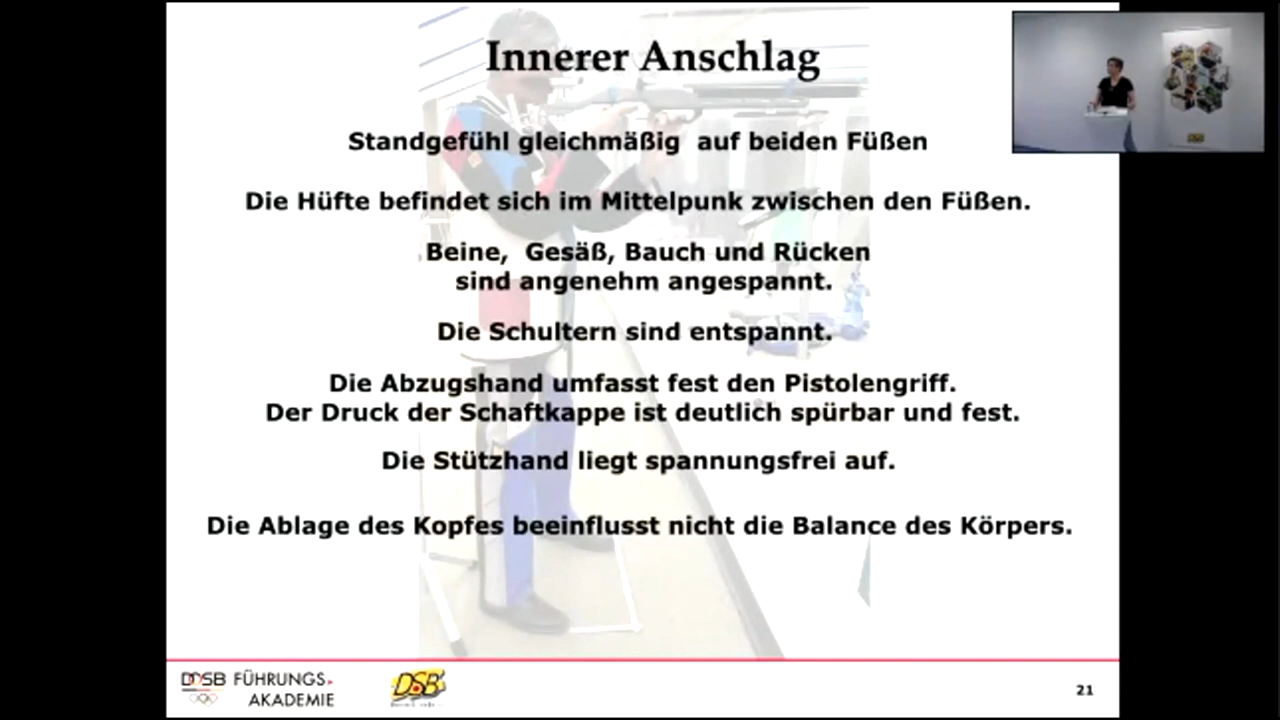 Innerer Anschlag
Standgefühl gleichmäßig auf beiden Füßen
Die Hüfte befindet sich im Mittelpunk zwischen den Füßen.
Beine, Gesäß, Bauch und Rücken
sind angenehm angespannt.
Die Schultern sind entspannt.
Die Abzugshand umfasst fest den Pistolengriff.
Der Druck der Schaftkappe ist deutlich spürbar und fest.
Die Stützhand liegt spannungsfrei auf.
Die Ablage des Kopfes beeinflusst nicht die Balance des Körpers.
DOSB FÜHRUNGS
AKADEMIE
DSB
21
DSB